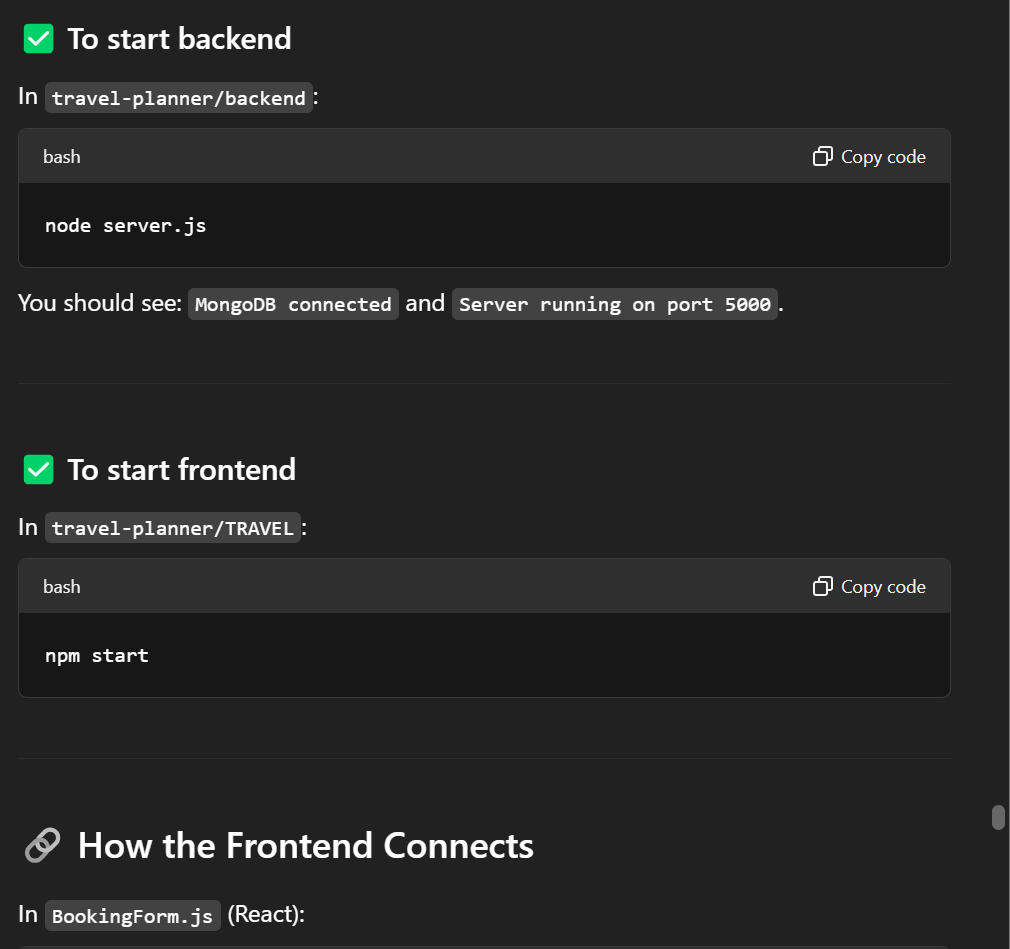 ✅ To start backend
In travel-planner/backend:
bash Copy code
node server.js
You should see: MongoDB connected and Server running on port 5000.
✅ To start frontend
In travel-planner/TRAVEL:
bash Copy code
npm start
🔗 How the Frontend Connects
In BookingForm.js (React):